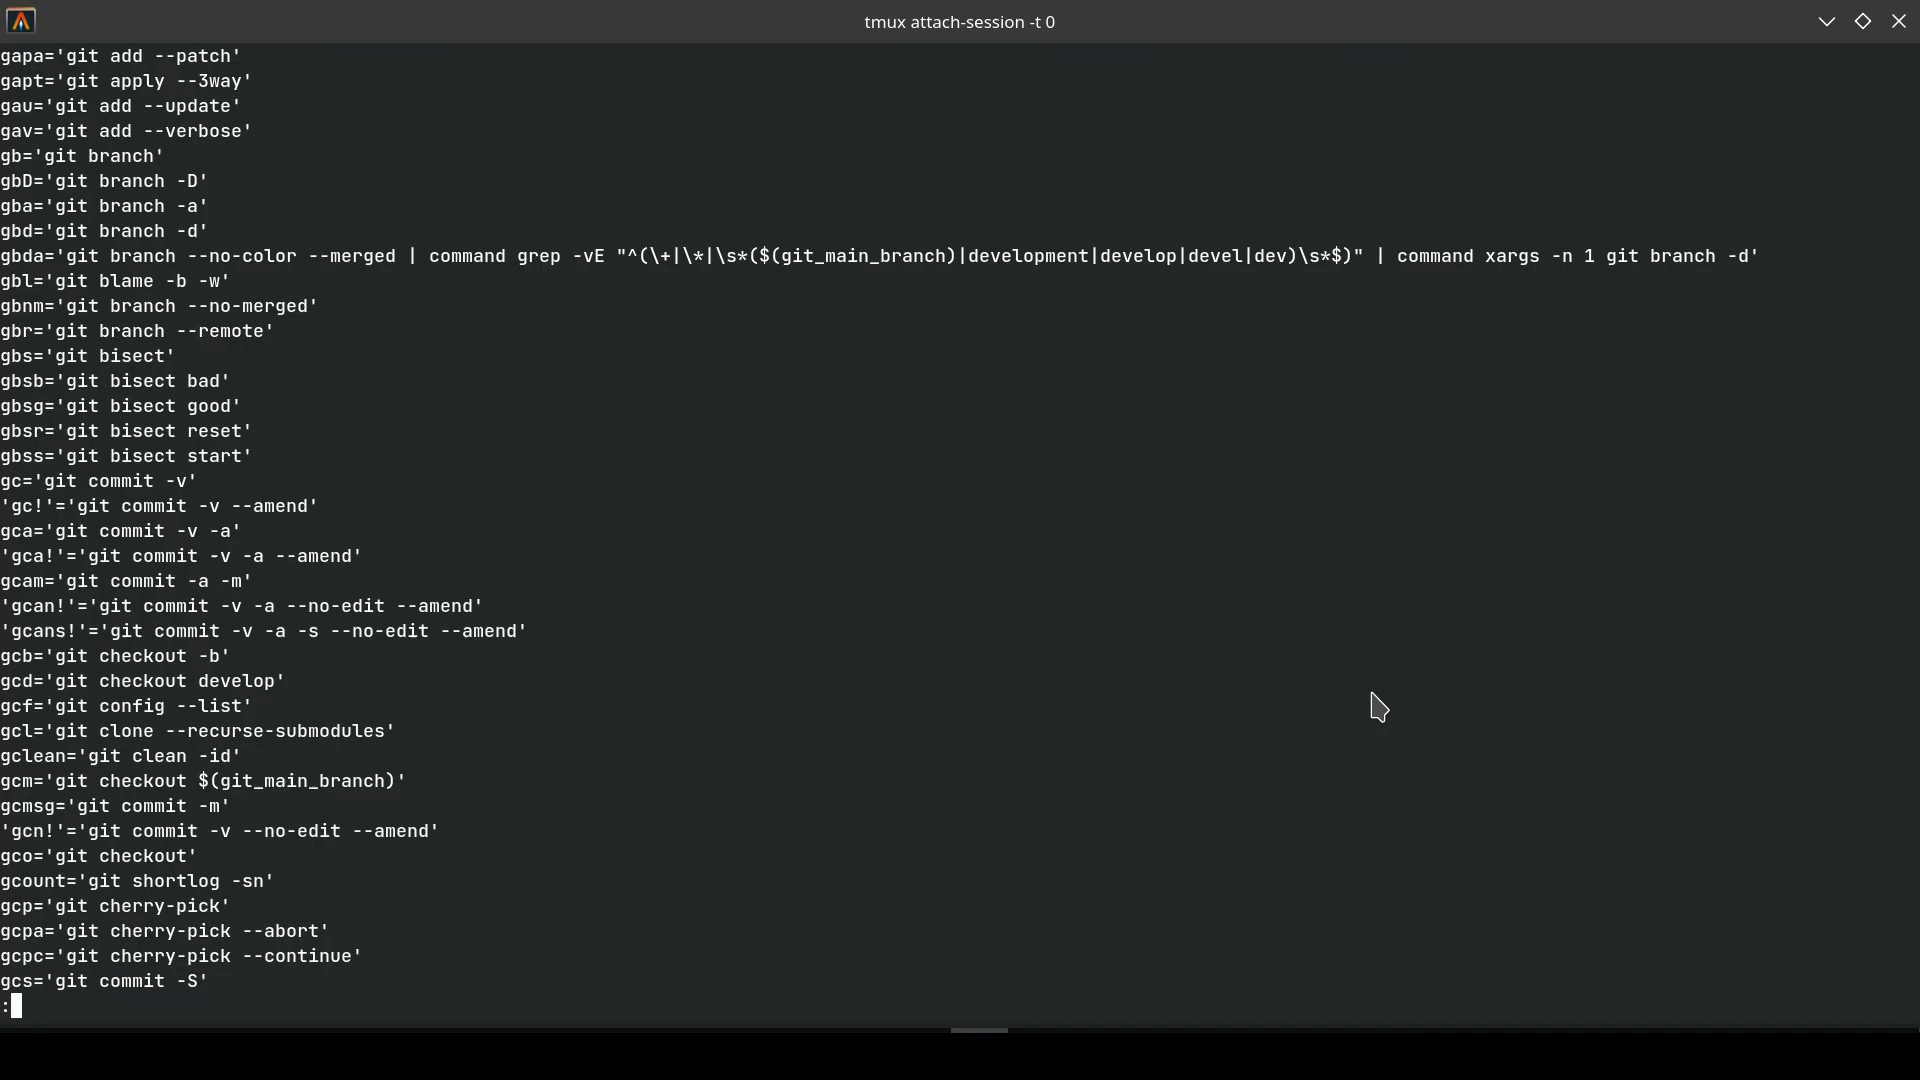 tmux attach-session -t 0
gapa='git add --patch'
gapt='git apply --3way'
gau='git add --update'
gav='git add --verbose'
gb='git branch'
gbD='git branch -D'
gba='git branch -a'
gbd='git branch -d'
gbda='git branch --no-color --merged | command grep -vE "^(\+|\*|\s*($(git_main_branch)|development|develop|devel|dev)\s*$)" | command xargs -n 1 git branch -d'
gbl='git blame -b -w'
gbnm='git branch --no-merged'
gbr='git branch --remote'
gbs='git bisect'
gbsb='git bisect bad'
gbsg='git bisect good'
gbsr='git bisect reset'
gbss='git bisect start'
gc='git commit -v'
'gc!'='git commit -v --amend'
gca='git commit -v -a'
'gca!'='git commit -v -a --amend'
gcam='git commit -a -m'
'gcan!'='git commit -v -a --no-edit --amend'
'gcans!'='git commit -v -a -s --no-edit --amend'
gcb='git checkout -b'
gcd='git checkout develop'
gcf='git config --list'
gcl='git clone --recurse-submodules'
gclean='git clean -id'
gcm='git checkout $(git_main_branch)'
gcmsg='git commit -m'
'gcn!'='git commit -v --no-edit --amend'
gco='git checkout'
gcount='git shortlog -sn'
gcp='git cherry-pick'
gcpa='git cherry-pick --abort'
gcpc='git cherry-pick --continue'
gcs='git commit -S'
: